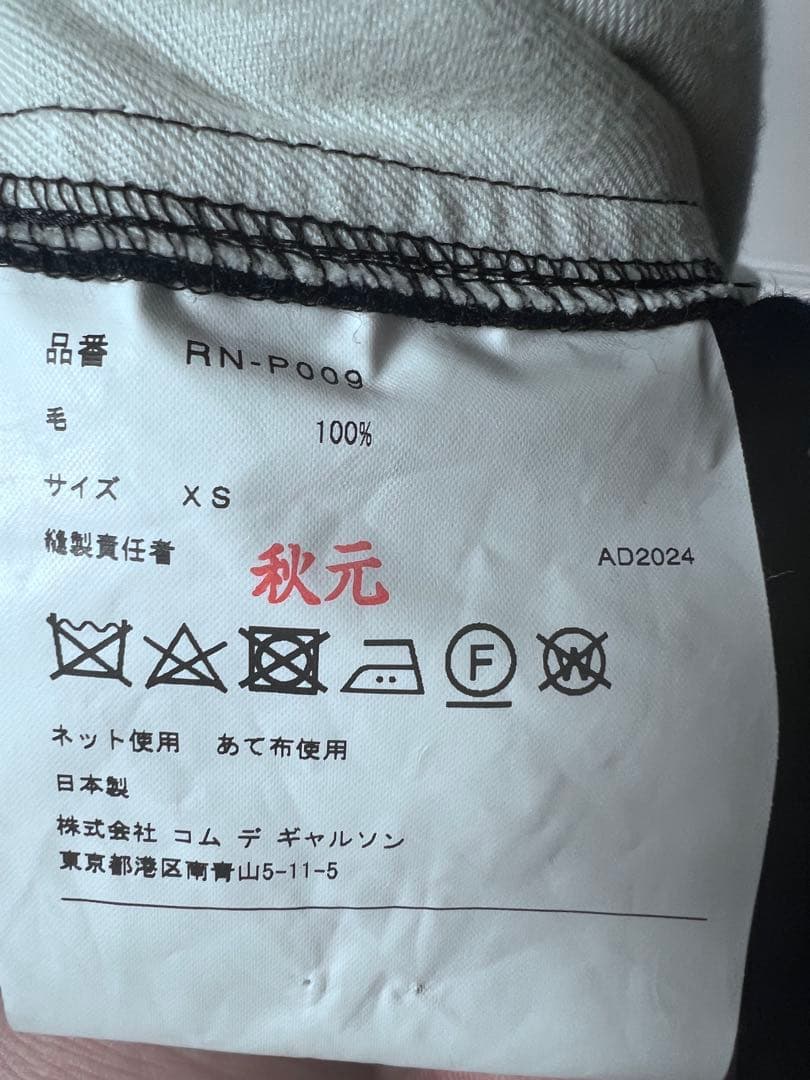 品番 RN-P009
毛 100%
サイズ XS
縫製責任者 秋元 AD2024
F W
ネット使用 あて布使用
日本製
株式会社 コム デ ギャルソン
東京都港区南青山5-11-5